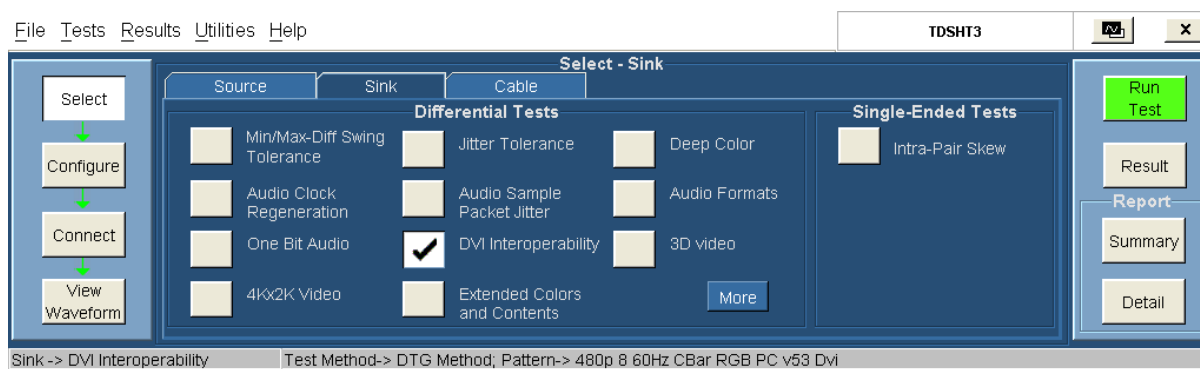 File Tests Results Utilities Help
TDSHT3
x
Select - Sink
Select
Configure
Connect
View
Waveform
Source
Sink
Cable
Differential Tests
Min/Max-Diff Swing
Tolerance
Jitter Tolerance
Deep Color
Audio Clock
Regeneration
Audio Sample
Packet Jitter
Audio Formats
One Bit Audio
DVI Interoperability
3D video
4Kx2K Video
Extended Colors
and Contents
More
Single-Ended Tests
Intra-Pair Skew
Run
Test
Result
Report
Summary
Detail
Sink -> DVI Interoperability
Test Method-> DTG Method; Pattern-> 480p 8 60Hz CBar RGB PC v53 Dvi